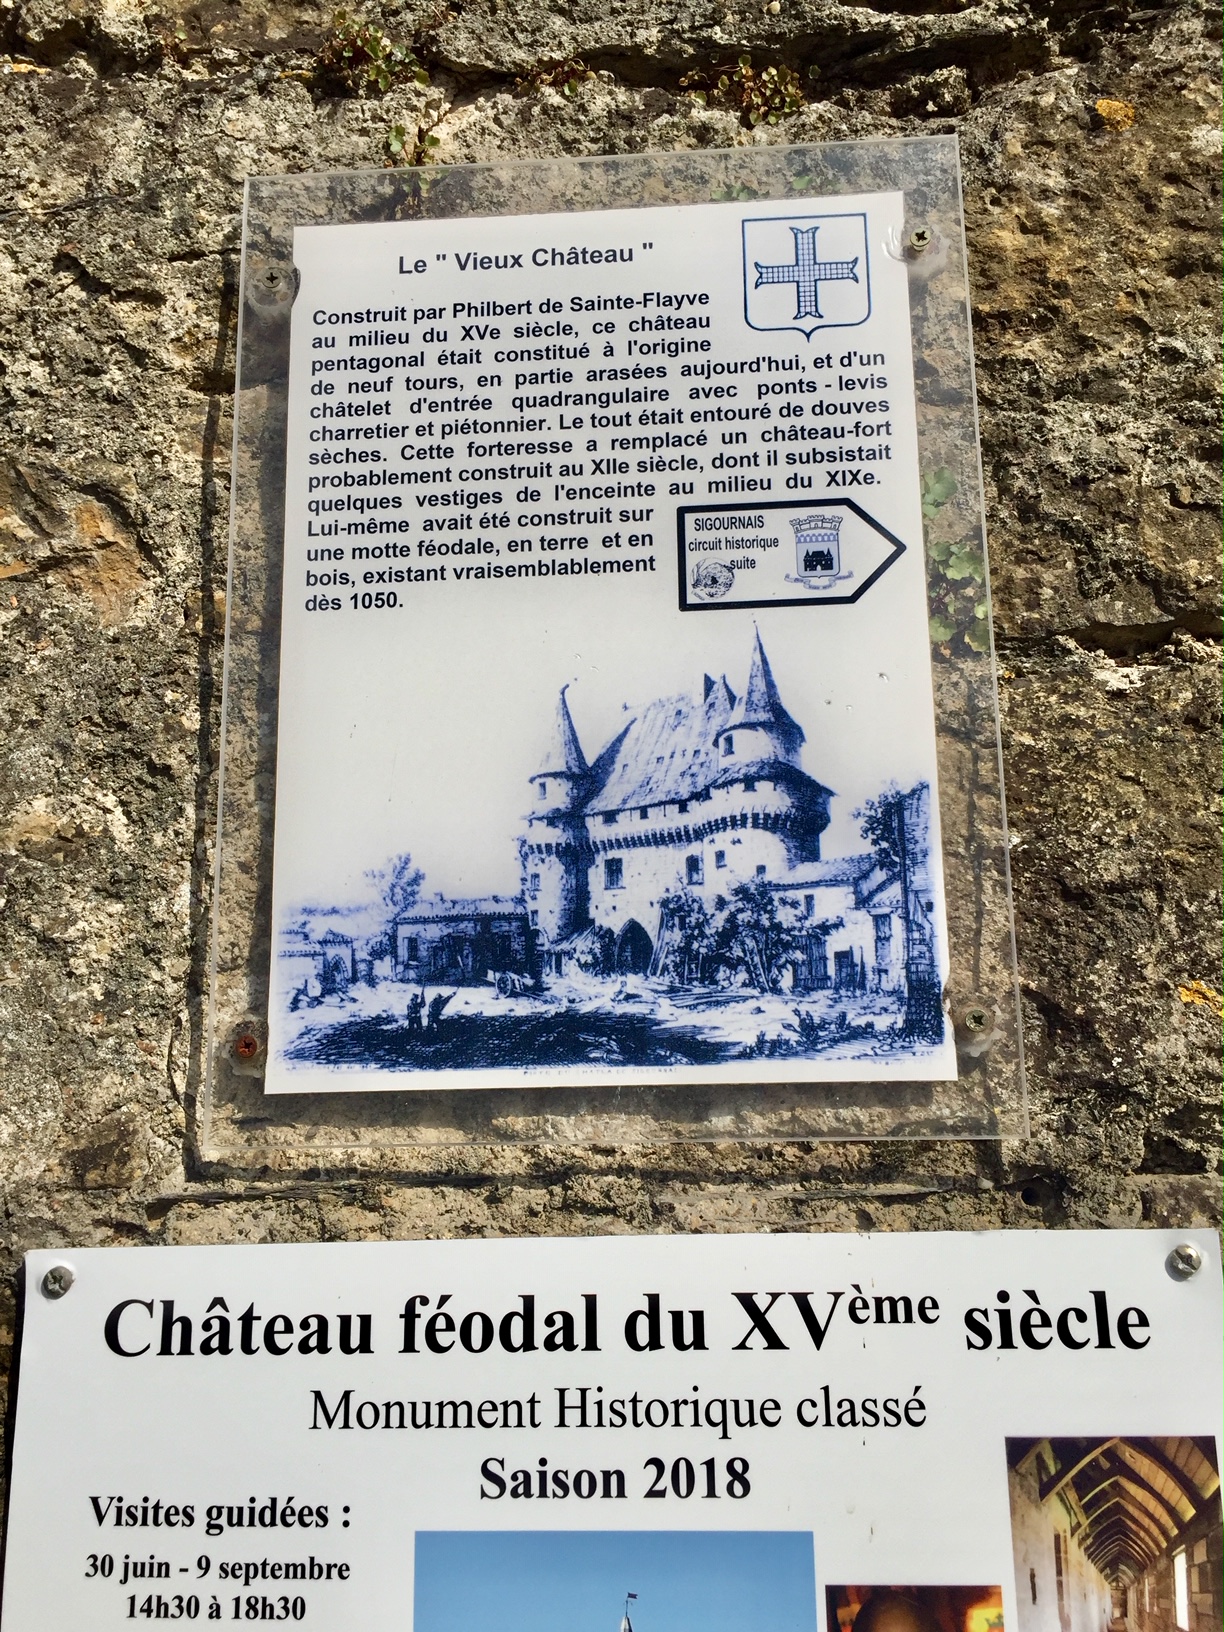 Le " Vieux Château "
Construit par Philbert de Sainte-Flayve
au milieu du XVe siècle, ce château
pentagonal était constitué à l'origine
de neuf tours, en partie arasées aujourd'hui, et d'un
châtelet d'entrée quadrangulaire avec ponts - levis
charretier et piétonnier. Le tout était entouré de douves
sèches. Cette forteresse a remplacé un château-fort
probablement construit au XIIe siècle, dont il subsistait
quelques vestiges de l'enceinte au milieu du XIXe.
Lui-même avait été construit sur
une motte féodale, en terre et en
bois, existant vraisemblablement
dès 1050.
SIGOURNAIS
circuit historique
suite
Château féodal du XVème siècle
Monument Historique classé
Saison 2018
Visites guidées :
30 juin - 9 septembre
14h30 à 18h30